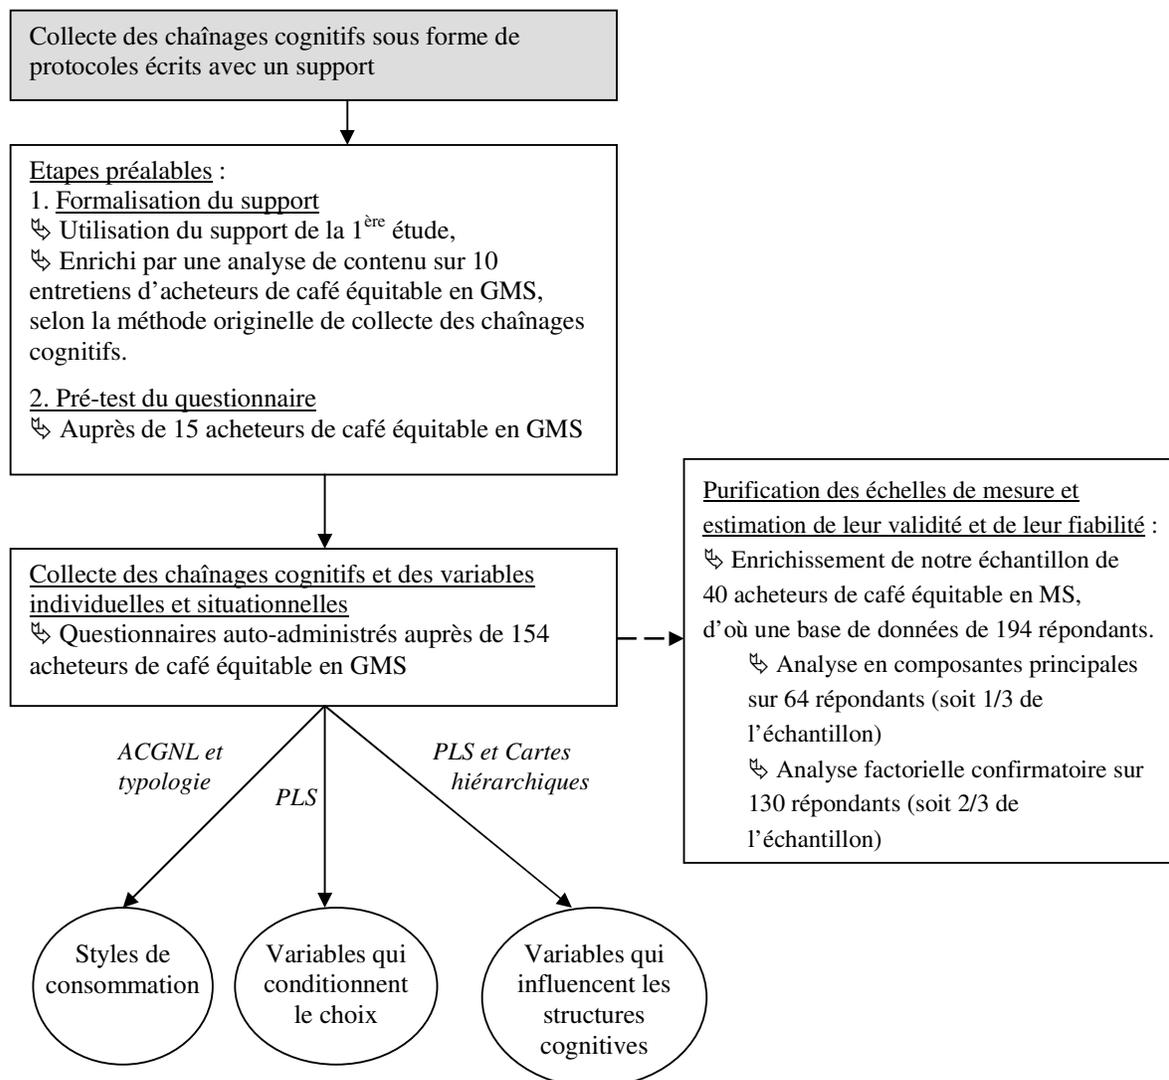 Collecte des chaînages cognitifs sous forme de
protocoles écrits avec un support
Etapes préalables :
1. Formalisation du support
↳ Utilisation du support de la 1ère étude,
↳ Enrichi par une analyse de contenu sur 10
entretiens d’acheteurs de café équitable en GMS,
selon la méthode originelle de collecte des chaînages
cognitifs.
2. Pré-test du questionnaire
↳ Auprès de 15 acheteurs de café équitable en GMS
Collecte des chaînages cognitifs et des variables
individuelles et situationnelles
↳ Questionnaires auto-administrés auprès de 154
acheteurs de café équitable en GMS
Purification des échelles de mesure et
estimation de leur validité et de leur fiabilité :
↳ Enrichissement de notre échantillon de
40 acheteurs de café équitable en MS,
d’où une base de données de 194 répondants.
↳ Analyse en composantes principales
sur 64 répondants (soit 1/3 de
l’échantillon)
↳ Analyse factorielle confirmatoire sur
130 répondants (soit 2/3 de
l’échantillon)
ACGNL et
typologie
PLS
PLS et Cartes
hiérarchiques
Styles de
consommation
Variables qui
conditionnent
le choix
Variables qui
influencent les
structures
cognitives